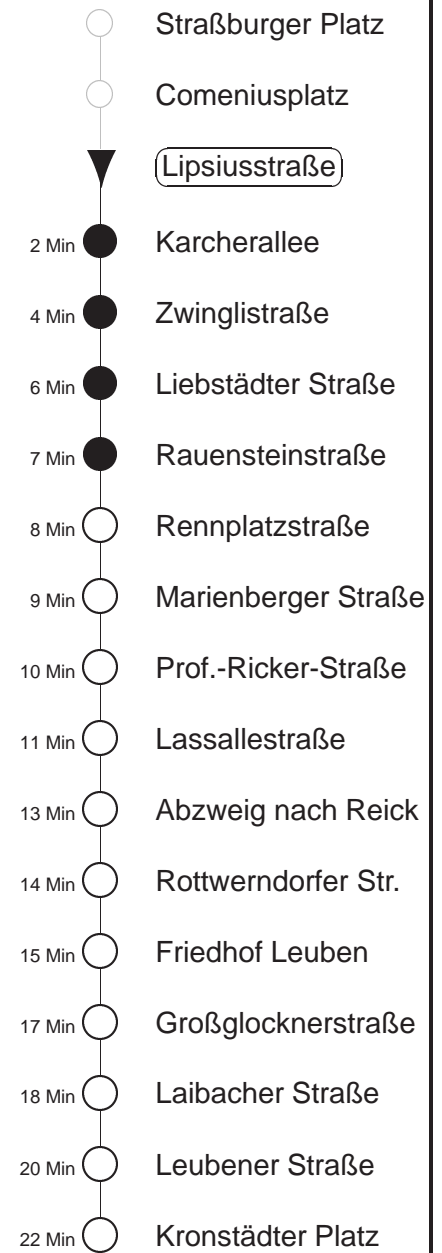 Straßburger Platz
Comeniusplatz
Lipsiusstraße
2 Min Karcherallee
4 Min Zwinglistraße
6 Min Liebstädter Straße
7 Min Rauensteinstraße
8 Min Rennplatzstraße
9 Min Marienberger Straße
10 Min Prof.-Ricker-Straße
11 Min Lassallestraße
13 Min Abzweig nach Reick
14 Min Rottwerndorfer Str.
15 Min Friedhof Leuben
17 Min Großglocknerstraße
18 Min Laibacher Straße
20 Min Leubener Straße
22 Min Kronstädter Platz